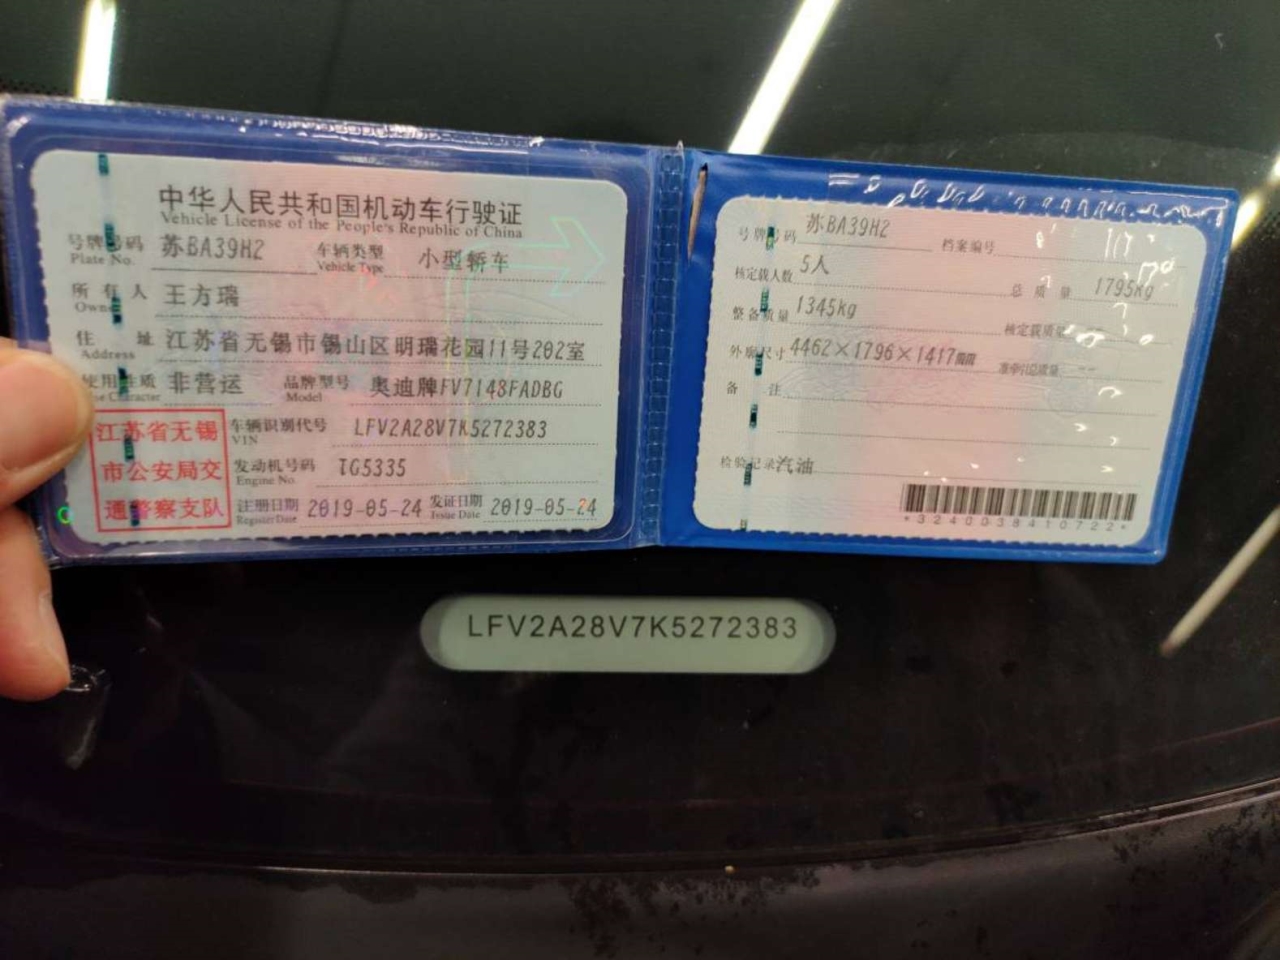 中华人民共和国机动车行驶证
Vehicle License of the People's Republic of China
号牌号码 苏BA39H2 车辆类型 小型轿车
Plate No. Vehicle Type
所有人 王方瑞
Owner
住址 江苏省无锡市锡山区明瑞花园11号202室
Address
使用性质 非营运 品牌型号 奥迪牌FV7148FADBG
Use Character Model
江苏省无锡
市公安局交
通警察支队
车辆识别代号 LFV2A28V7K5272383
VIN
发动机号码 TG5335
Engine No.
注册日期 2019-05-24 发证日期 2019-05-24
Register Date Issue Date
号牌号码 苏BA39H2 档案编号
核定载人数 5人 总质量 1795kg
整备质量 1345kg 核定载质量 --
外廓尺寸 4462×1796×1417mm 准牵引总质量 --
备注
检验记录 汽油
*3240038410722*
LFV2A28V7K5272383